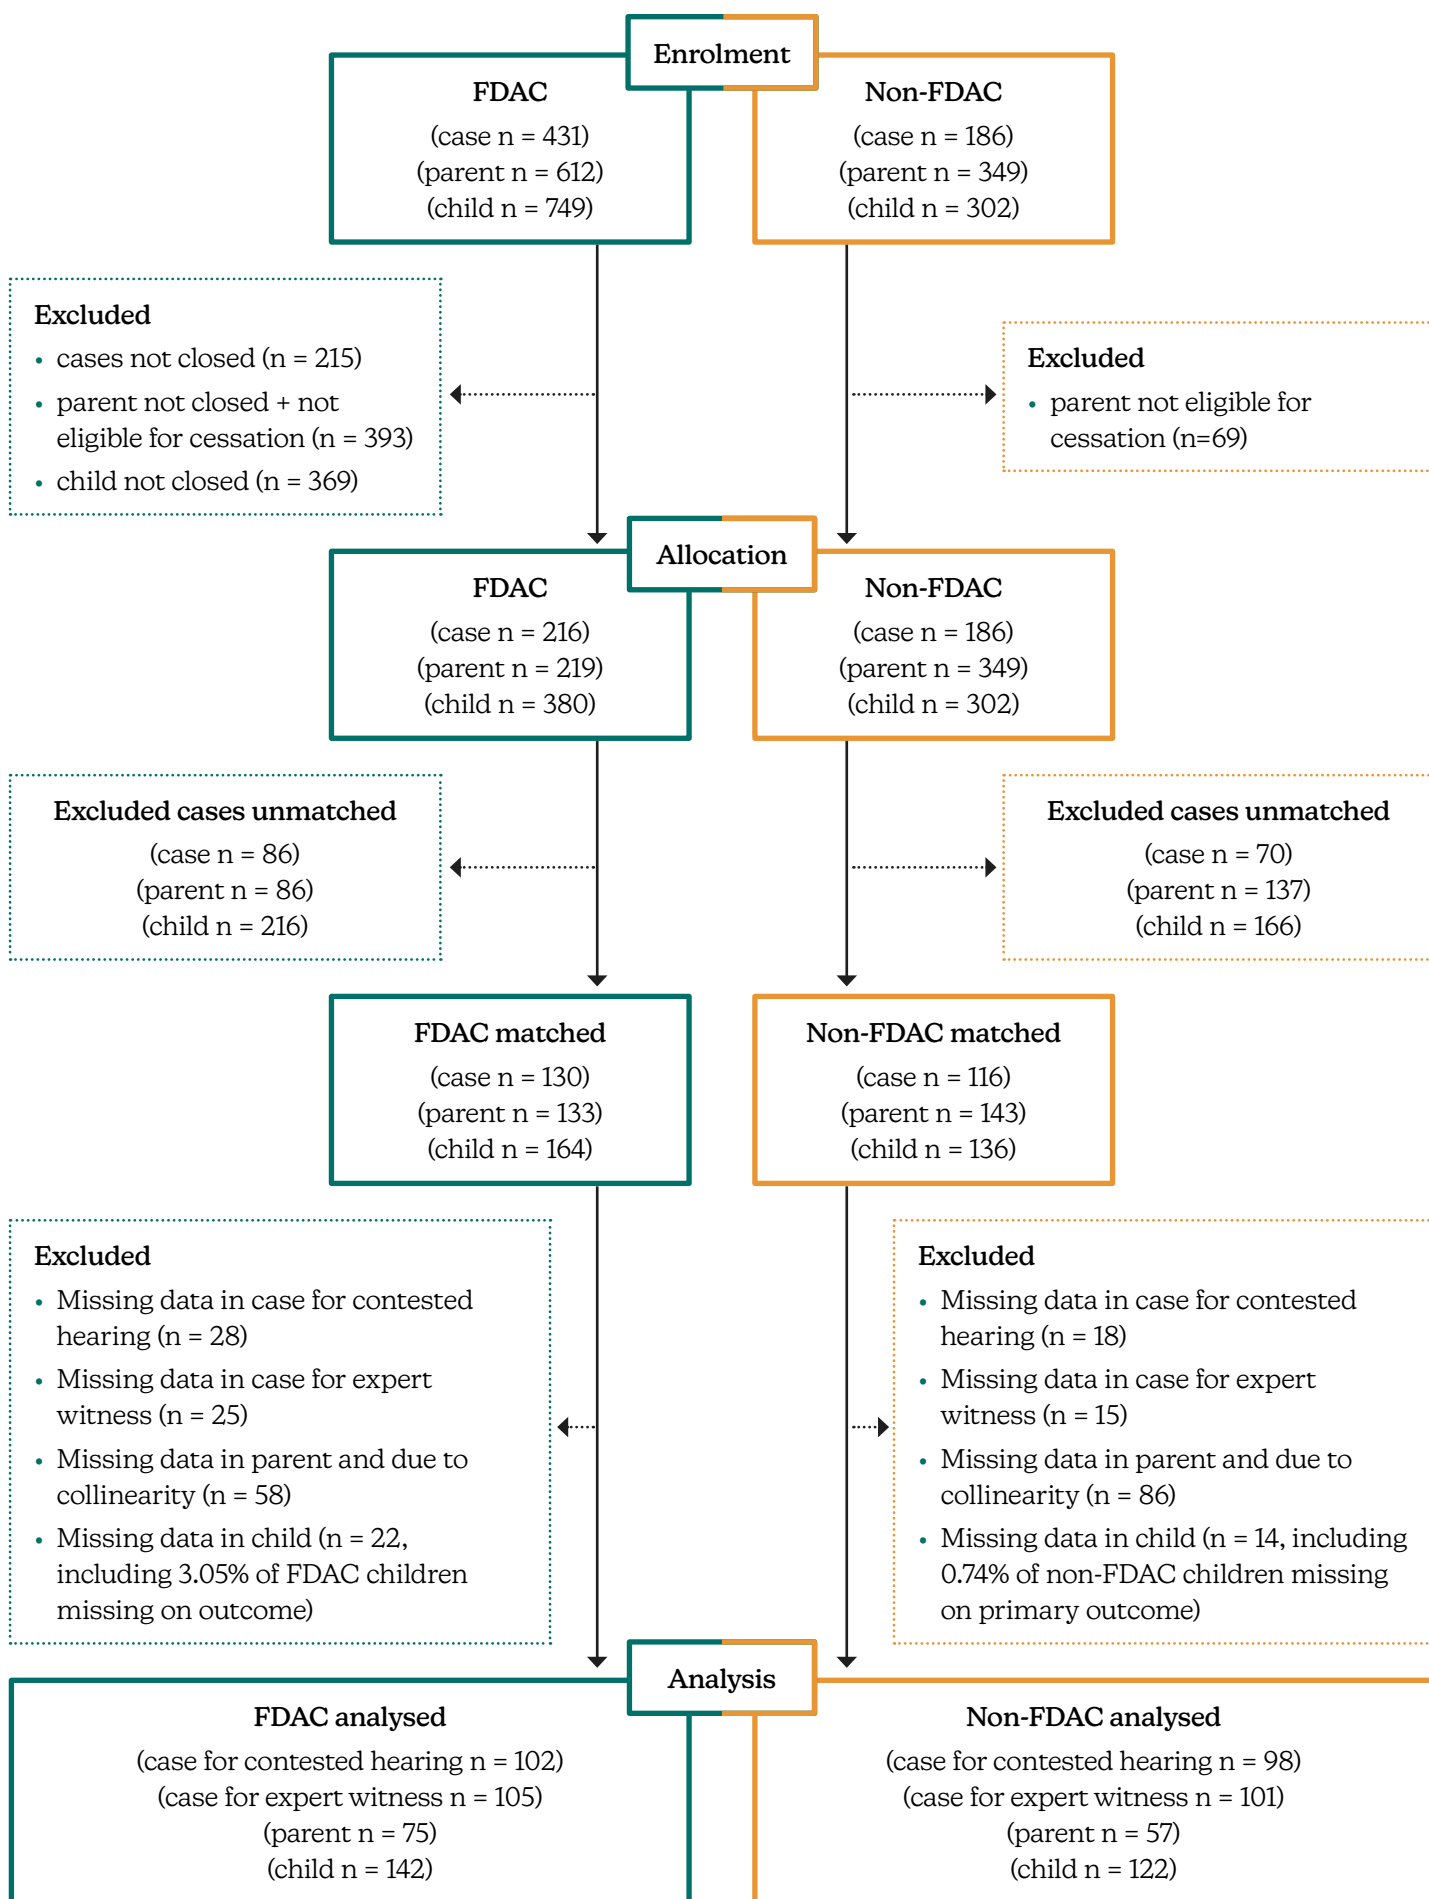 Enrolment
FDAC
(case n = 431)
(parent n = 612)
(child n = 749)
Non-FDAC
(case n = 186)
(parent n = 349)
(child n = 302)
Excluded
• cases not closed (n = 215)
• parent not closed + not
eligible for cessation (n = 393)
• child not closed (n = 369)
Excluded
• parent not eligible for
cessation (n=69)
Allocation
FDAC
(case n = 216)
(parent n = 219)
(child n = 380)
Non-FDAC
(case n = 186)
(parent n = 349)
(child n = 302)
Excluded cases unmatched
(case n = 86)
(parent n = 86)
(child n = 216)
Excluded cases unmatched
(case n = 70)
(parent n = 137)
(child n = 166)
FDAC matched
(case n = 130)
(parent n = 133)
(child n = 164)
Non-FDAC matched
(case n = 116)
(parent n = 143)
(child n = 136)
Excluded
• Missing data in case for contested
hearing (n = 28)
• Missing data in case for expert
witness (n = 25)
• Missing data in parent and due to
collinearity (n = 58)
• Missing data in child (n = 22,
including 3.05% of FDAC children
missing on outcome)
Excluded
• Missing data in case for contested
hearing (n = 18)
• Missing data in case for expert
witness (n = 15)
• Missing data in parent and due to
collinearity (n = 86)
• Missing data in child (n = 14, including
0.74% of non-FDAC children missing
on primary outcome)
Analysis
FDAC analysed
(case for contested hearing n = 102)
(case for expert witness n = 105)
(parent n = 75)
(child n = 142)
Non-FDAC analysed
(case for contested hearing n = 98)
(case for expert witness n = 101)
(parent n = 57)
(child n = 122)